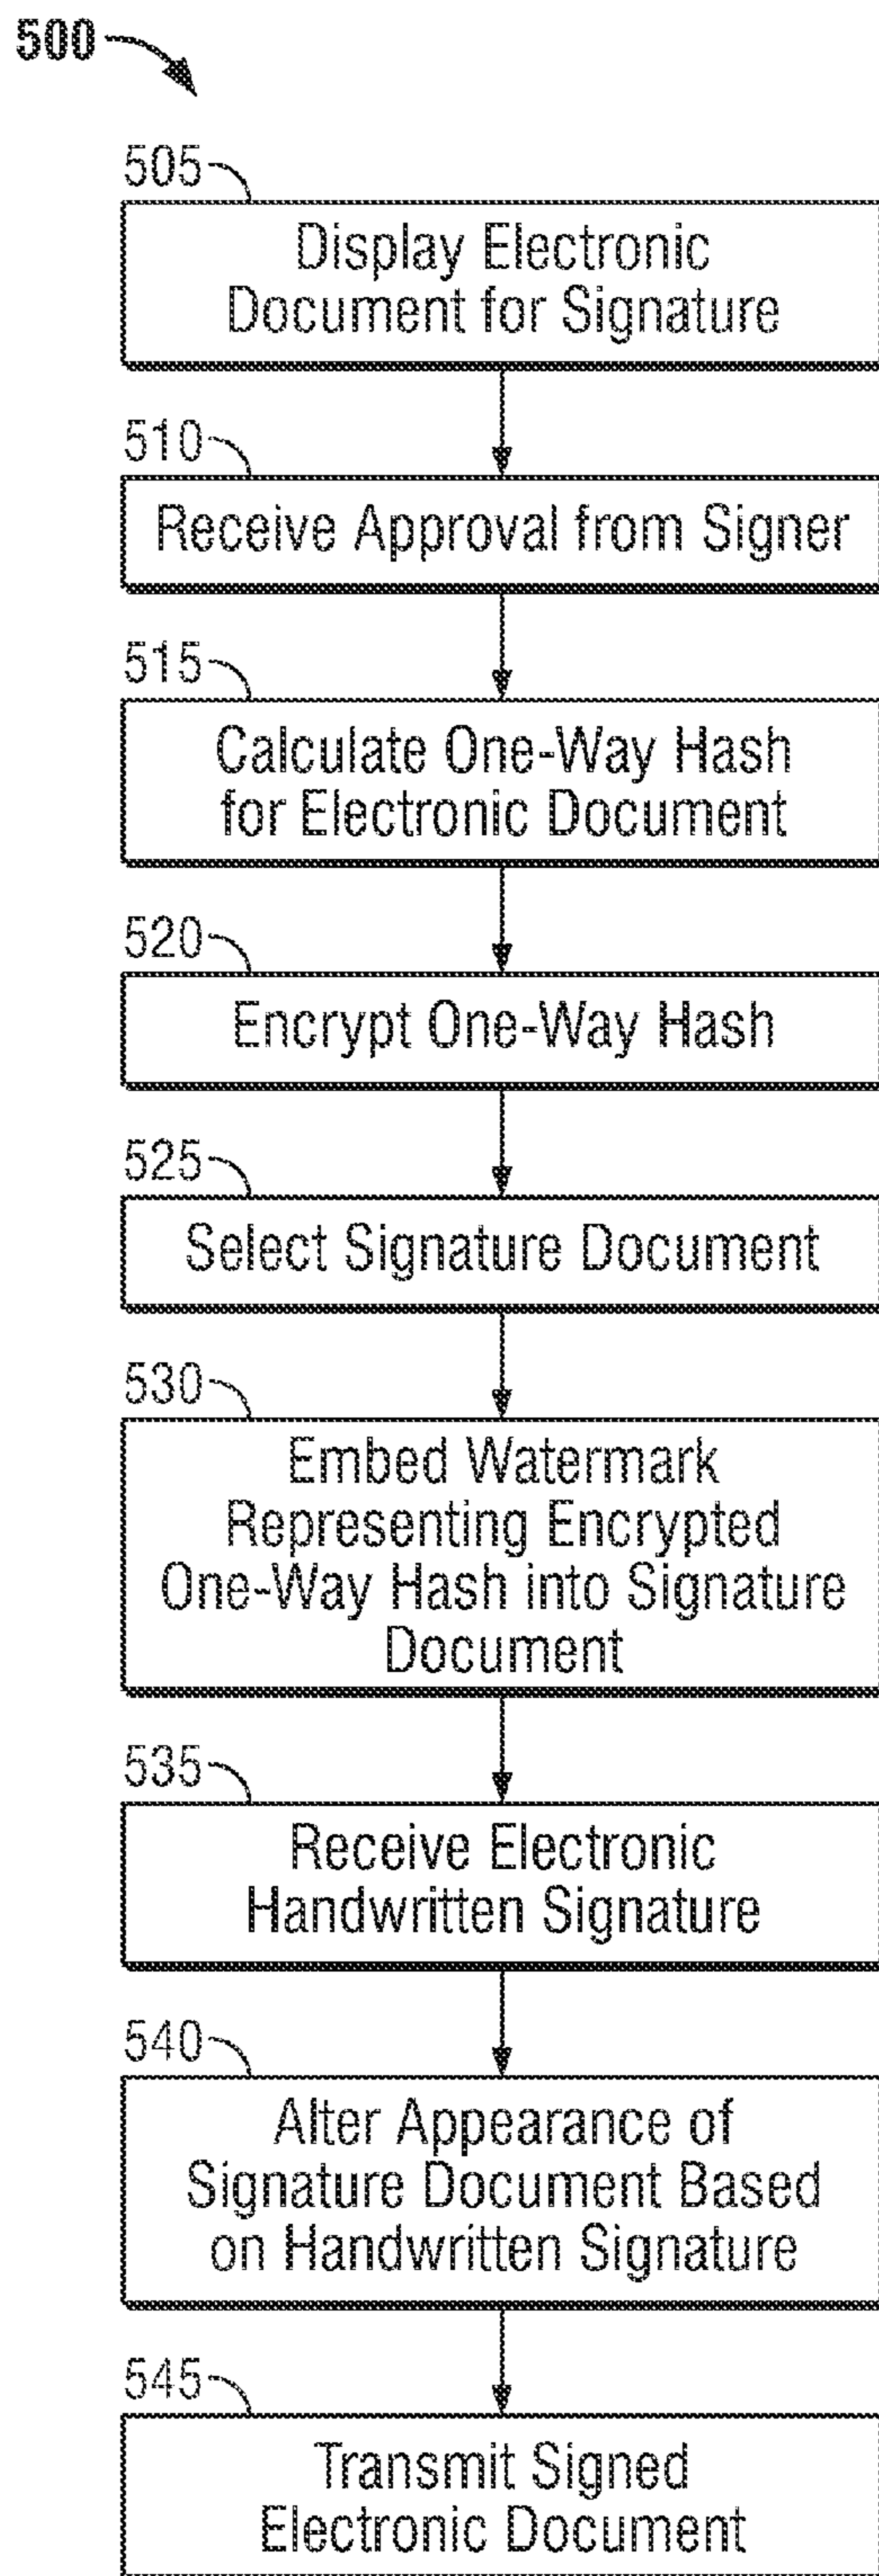 500
505
Display Electronic
Document for Signature
510
Receive Approval from Signer
515
Calculate One-Way Hash
for Electronic Document
520
Encrypt One-Way Hash
525
Select Signature Document
530
Embed Watermark
Representing Encrypted
One-Way Hash into Signature
Document
535
Receive Electronic
Handwritten Signature
540
Alter Appearance of
Signature Document Based
on Handwritten Signature
545
Transmit Signed
Electronic Document